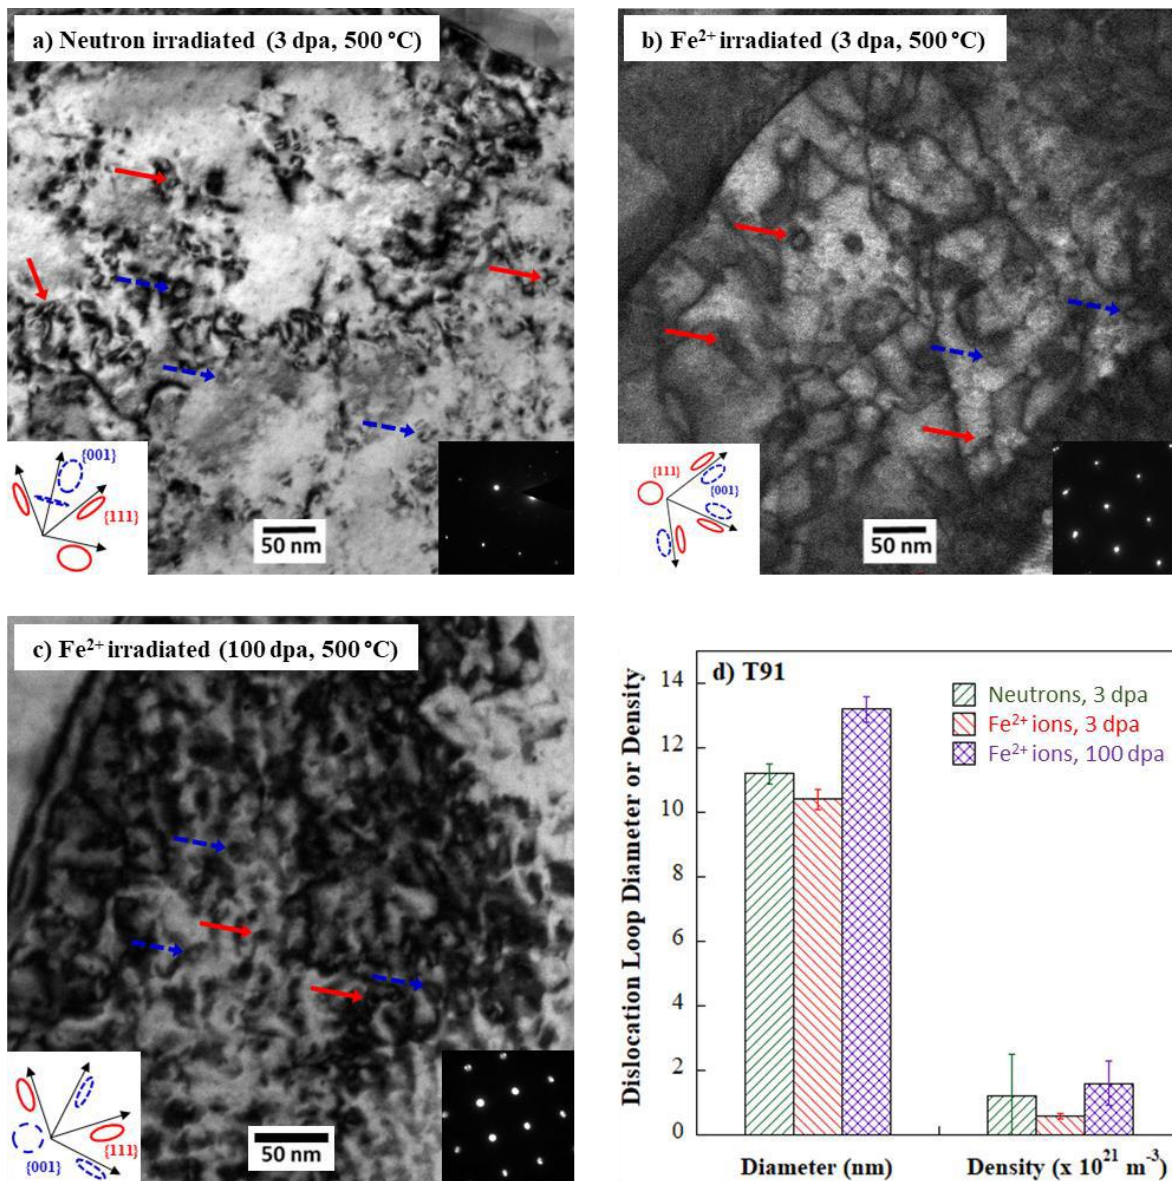 a) Neutron irradiated (3 dpa, 500 °C)
{001}
{111}
50 nm
b) Fe²⁺ irradiated (3 dpa, 500 °C)
{111}
{001}
50 nm
c) Fe²⁺ irradiated (100 dpa, 500 °C)
{111}
{001}
50 nm
d) T91
Neutrons, 3 dpa
Fe²⁺ ions, 3 dpa
Fe²⁺ ions, 100 dpa
Dislocation Loop Diameter or Density
14
12
10
8
6
4
2
0
Diameter (nm)
Density (x 10²¹ m⁻³)